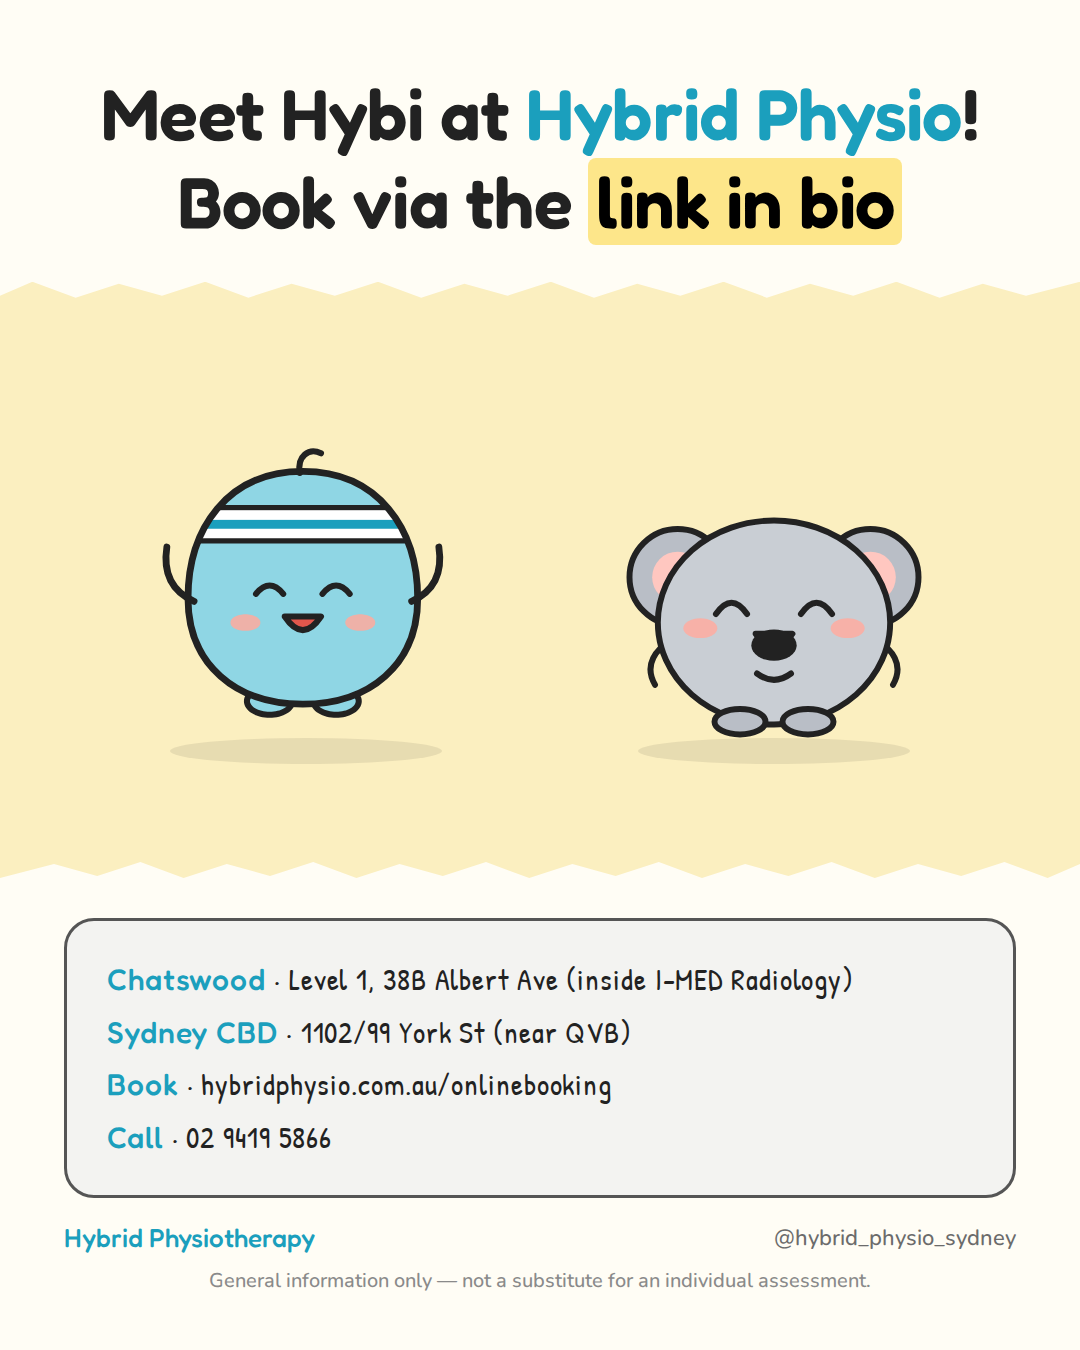 Meet Hybi at Hybrid Physio!
Book via the link in bio
Chatswood · Level 1, 38B Albert Ave (inside I-MED Radiology)
Sydney CBD · 1102/99 York St (near QVB)
Book · hybridphysio.com.au/onlinebooking
Call · 02 9419 5866
Hybrid Physiotherapy
@hybrid_physio_sydney
General information only — not a substitute for an individual assessment.